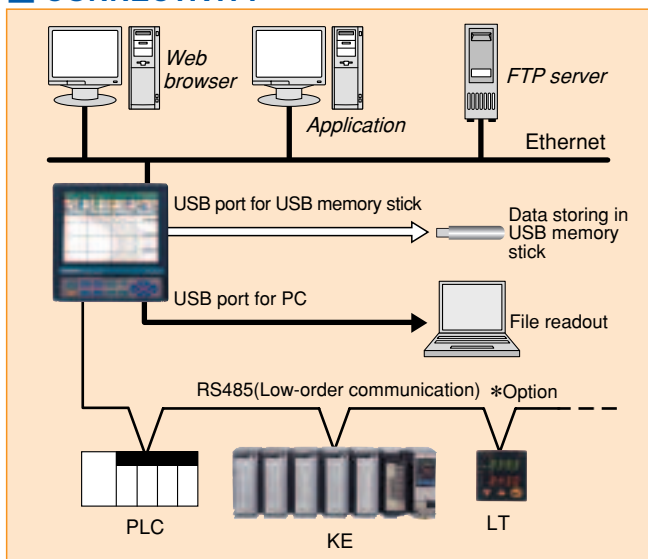 CONNECTIVITY
Web
browser
Application
FTP server
Ethernet
USB port for USB memory stick
Data storing in
USB memory
stick
USB port for PC
File readout
RS485(Low-order communication) *Option
PLC
KE
LT